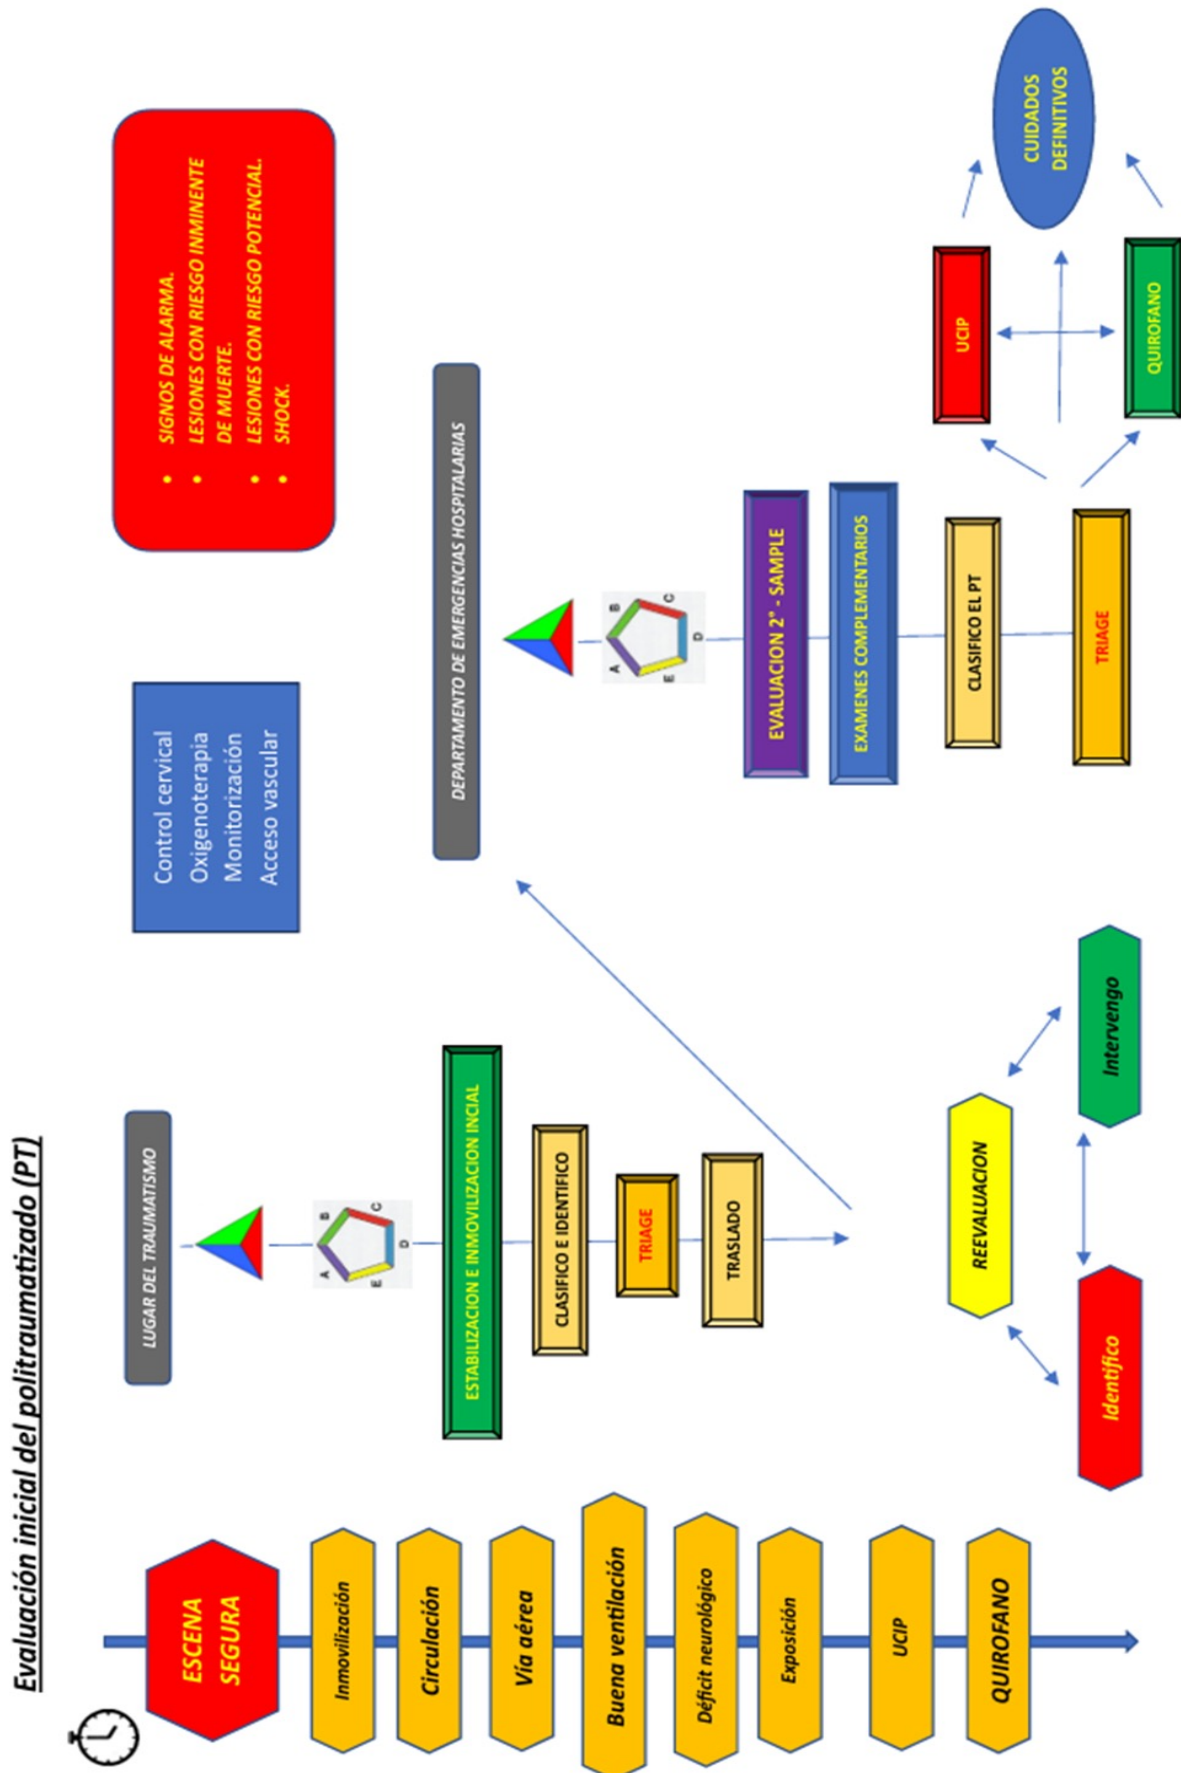 Evaluación inicial del politraumatizado (PT)
ESCENA
SEGURA
Inmovilización
Circulación
Vía aérea
Buena ventilación
Déficit neurológico
Exposición
UCIP
QUIROFANO
LUGAR DEL TRAUMATISMO
A
B
C
D
E
ESTABILIZACION E INMOVILIZACION INCIAL
CLASIFICO E IDENTIFICO
TRIAGE
TRASLADO
REEVALUACION
Identifico
Intervengo
Control cervical
Oxigenoterapia
Monitorización
Acceso vascular
• SIGNOS DE ALARMA.
• LESIONES CON RIESGO INMINENTE
DE MUERTE.
• LESIONES CON RIESGO POTENCIAL.
• SHOCK.
DEPARTAMENTO DE EMERGENCIAS HOSPITALARIAS
A
B
C
D
E
EVALUACION 2° - SAMPLE
EXAMENES COMPLEMENTARIOS
CLASIFICO EL PT
TRIAGE
UCIP
QUIROFANO
CUIDADOS
DEFINITIVOS